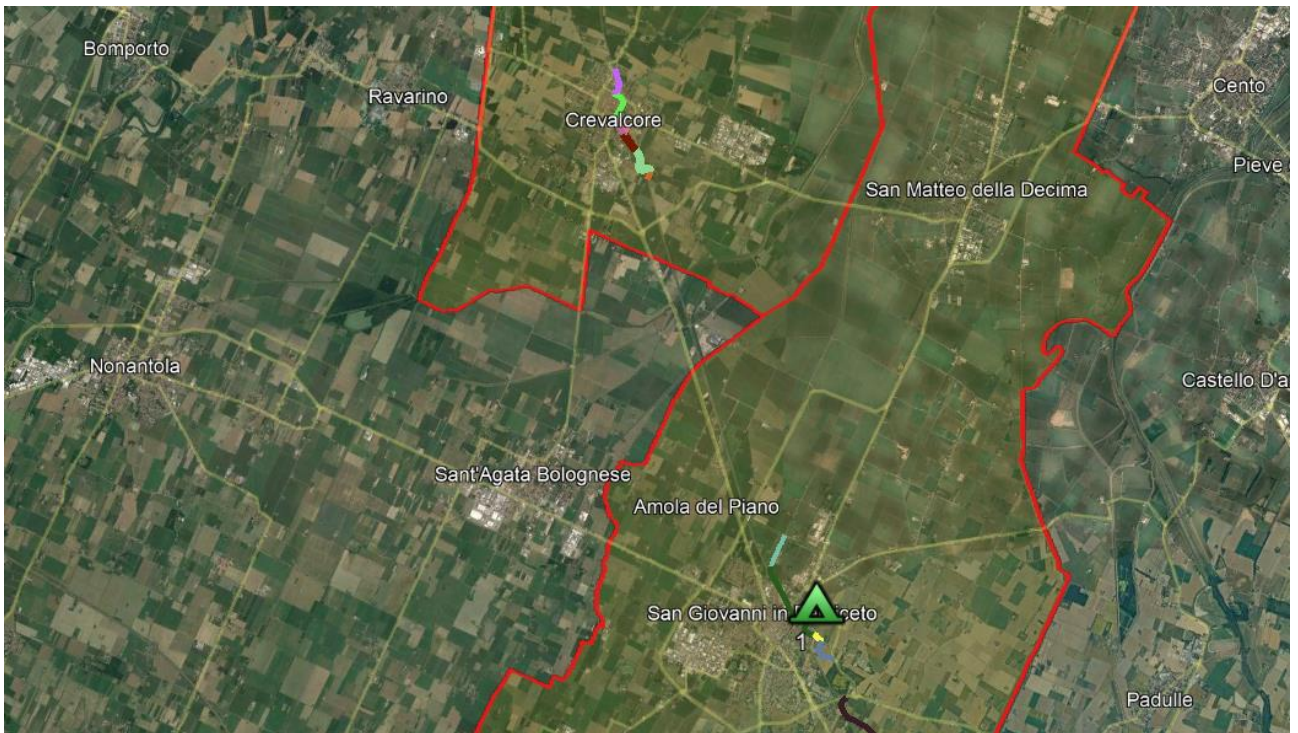 Bomporto
Ravarino
Cento
Crevalcore
Pieve
San Matteo della Decima
Nonantola
Castello D'a
Sant'Agata Bolognese
Amola del Piano
San Giovanni in P iceto
1
Padulle